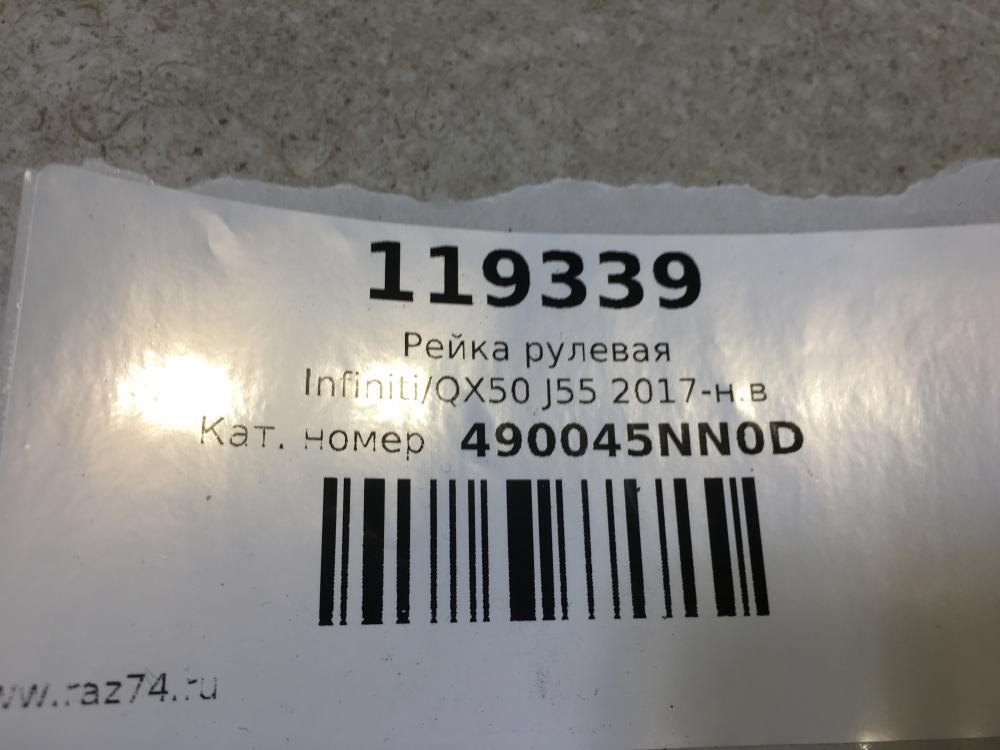 119339
Рейка рулевая
Infiniti/QX50 J55 2017-н.в
Кат. номер 490045NN0D
www.raz74.ru